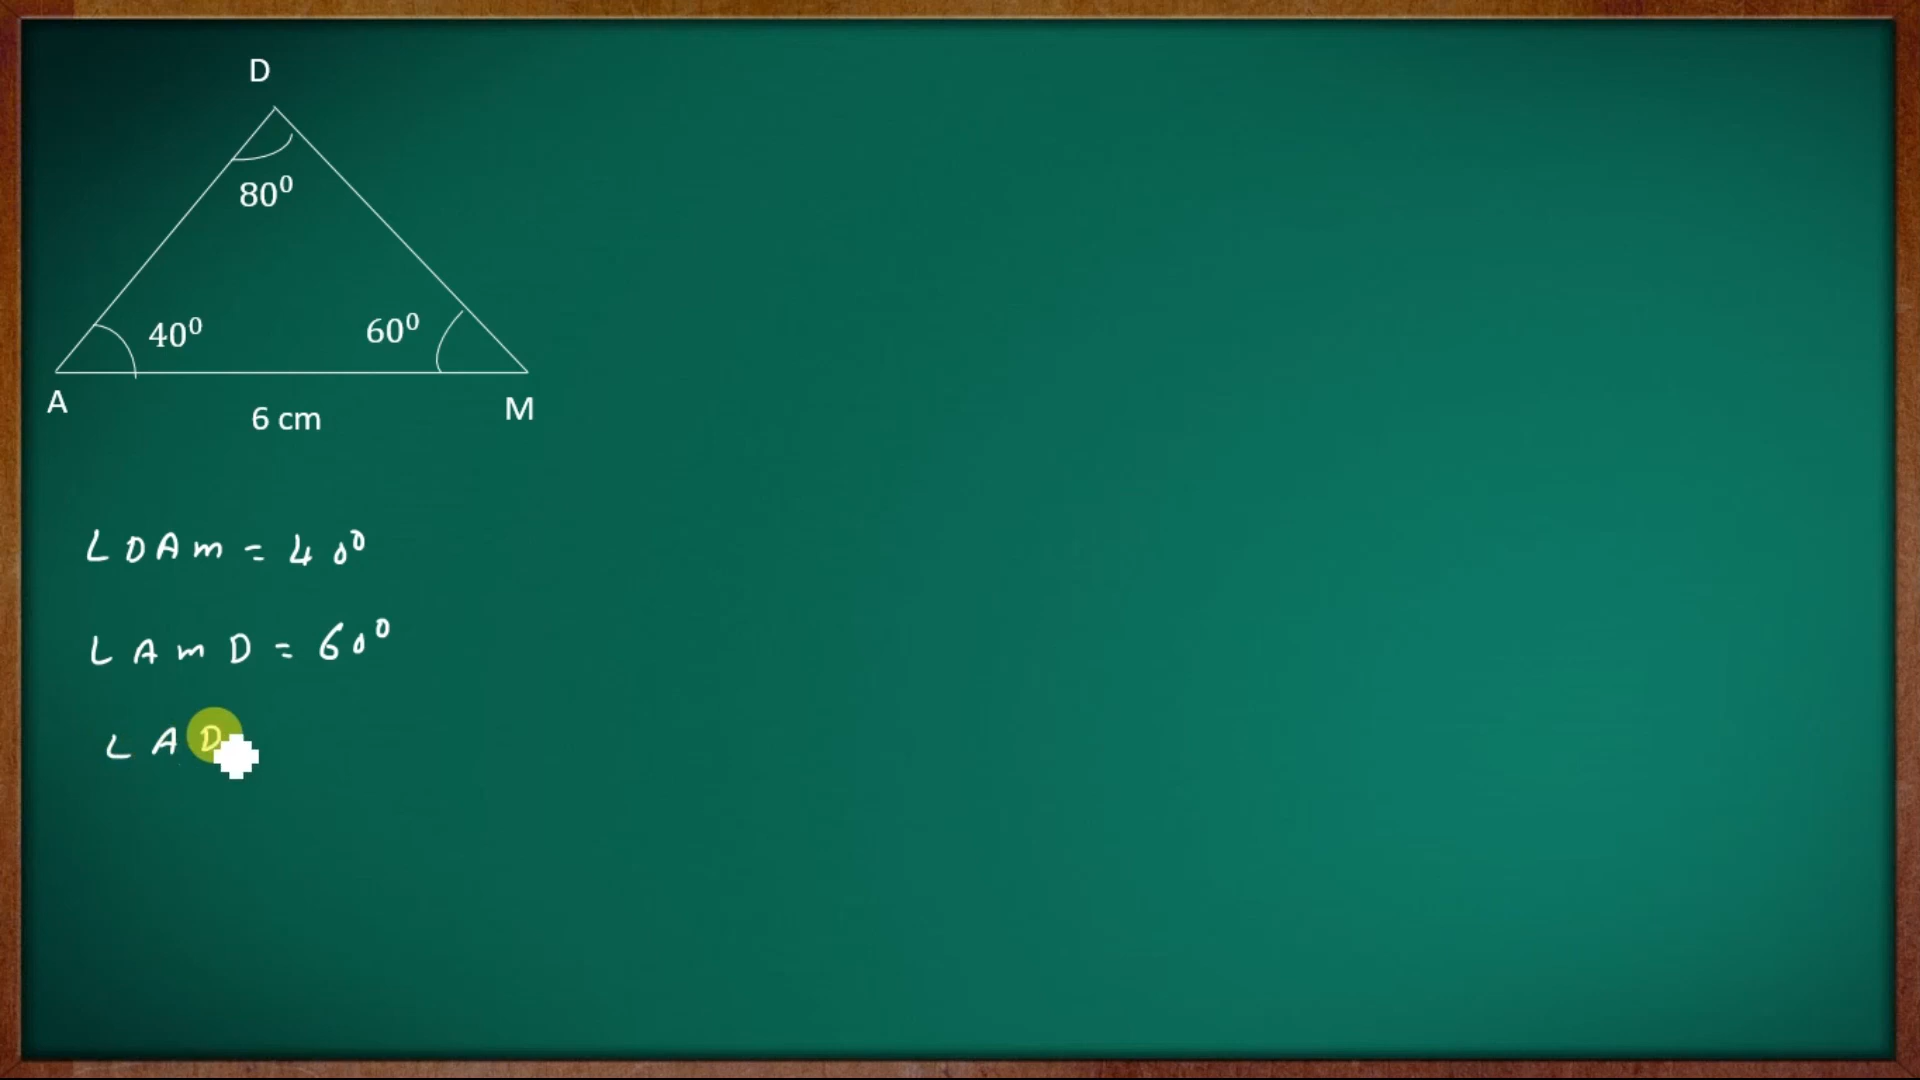 D
80⁰
40⁰ 60⁰
A M
6 cm
∠DAM = 40⁰
∠AMD = 60⁰
∠AD